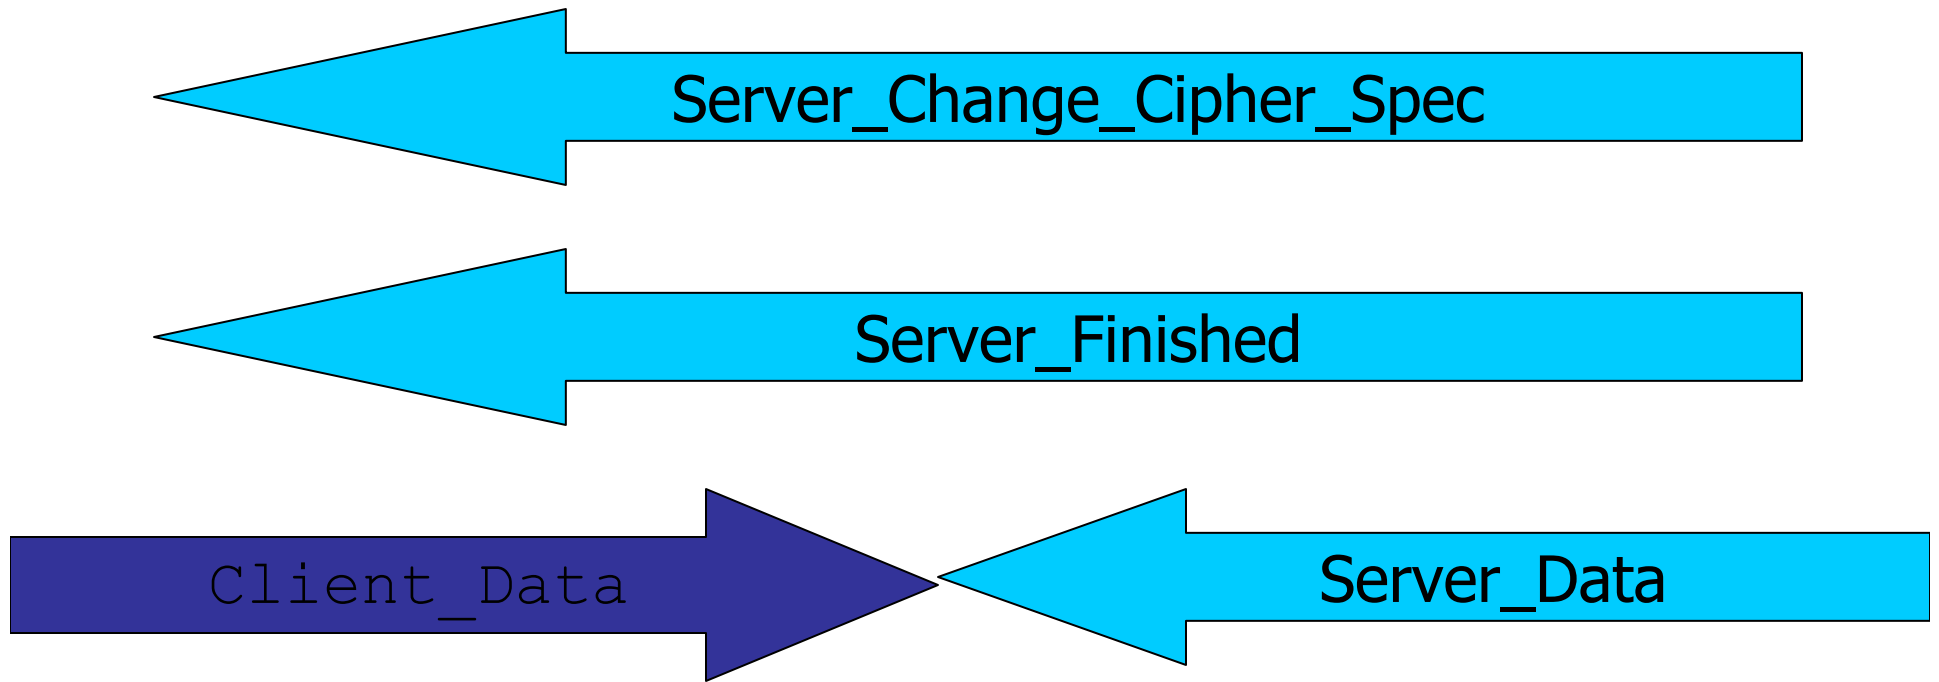 Server_Change_Cipher_Spec
Server_Finished
Client_Data
Server_Data